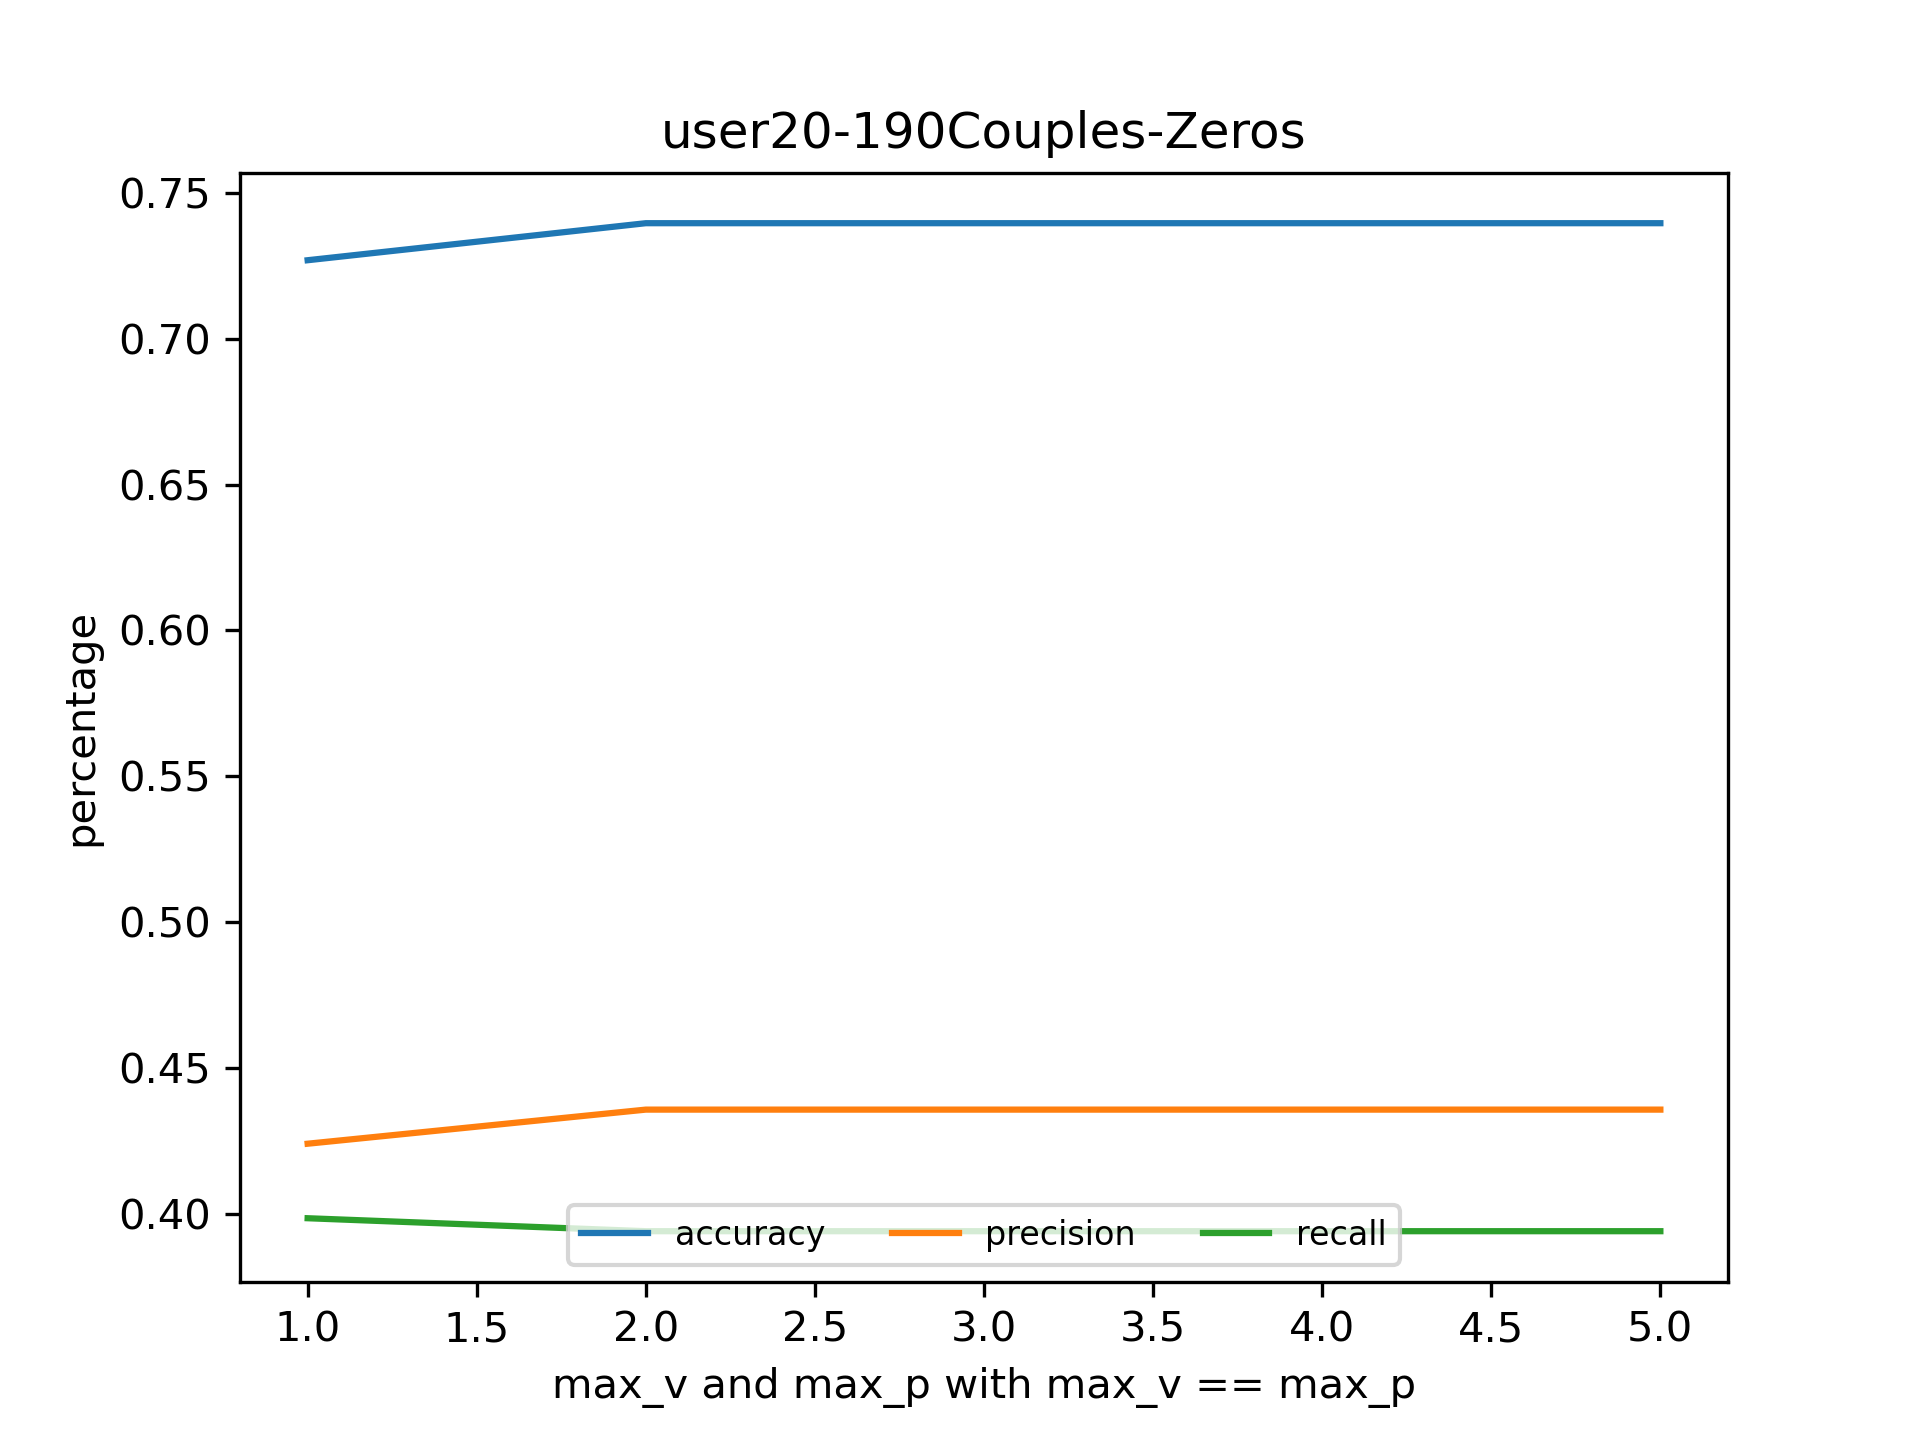 user20-190Couples-Zeros
0.75
0.70
0.65
0.60
0.55
0.50
0.45
0.40
percentage
accuracy precision recall
1.0 1.5 2.0 2.5 3.0 3.5 4.0 4.5 5.0
max_v and max_p with max_v == max_p